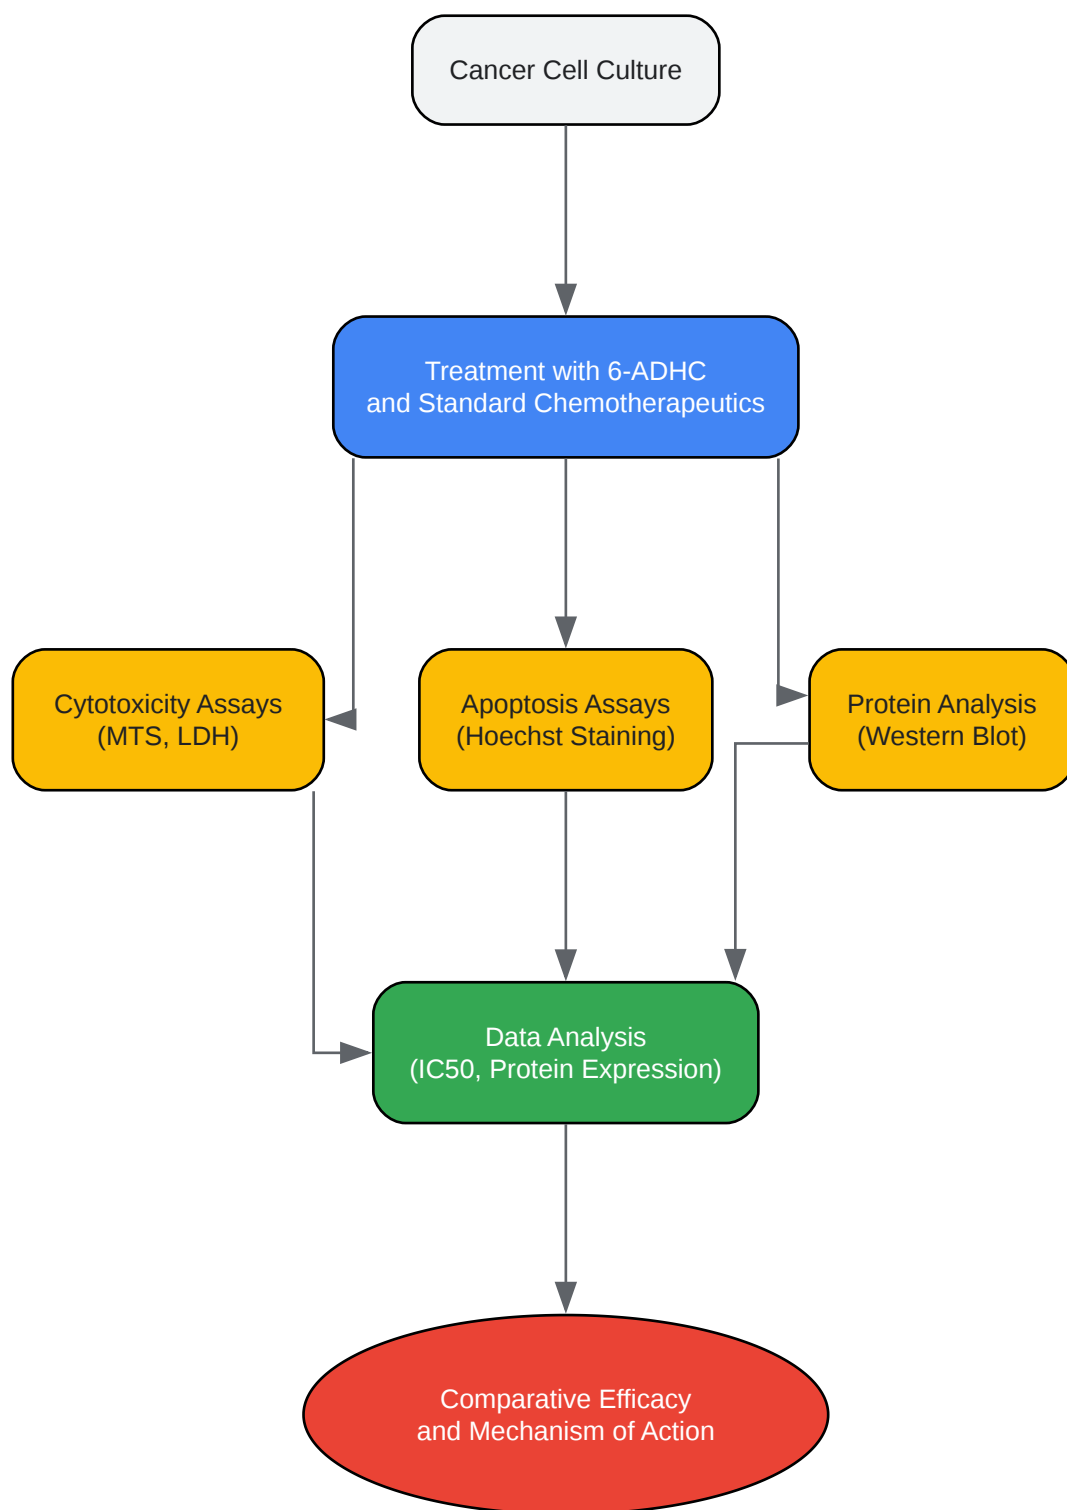 Cancer Cell Culture
Treatment with 6-ADHC
and Standard Chemotherapeutics
Cytotoxicity Assays
(MTS, LDH)
Apoptosis Assays
(Hoechst Staining)
Protein Analysis
(Western Blot)
Data Analysis
(IC50, Protein Expression)
Comparative Efficacy
and Mechanism of Action